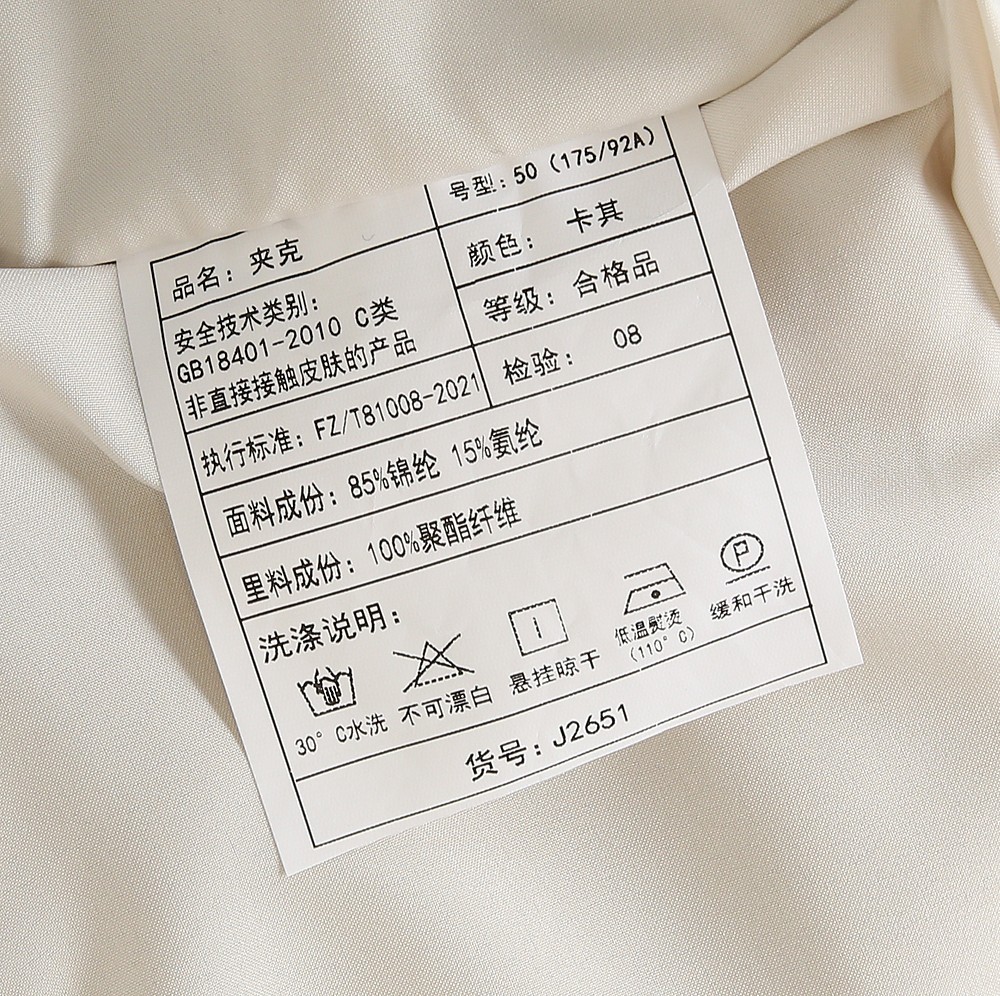 号型：50（175/92A）
品名：夹克
颜色：卡其
安全技术类别：
GB18401-2010 C类
非直接接触皮肤的产品
等级：合格品
执行标准：FZ/T81008-2021
检验：08
面料成份：85%锦纶 15%氨纶
里料成份：100%聚酯纤维
洗涤说明：
P
30°C水洗
不可漂白
悬挂晾干
低温熨烫
(110°C)
缓和干洗
货号：J2651